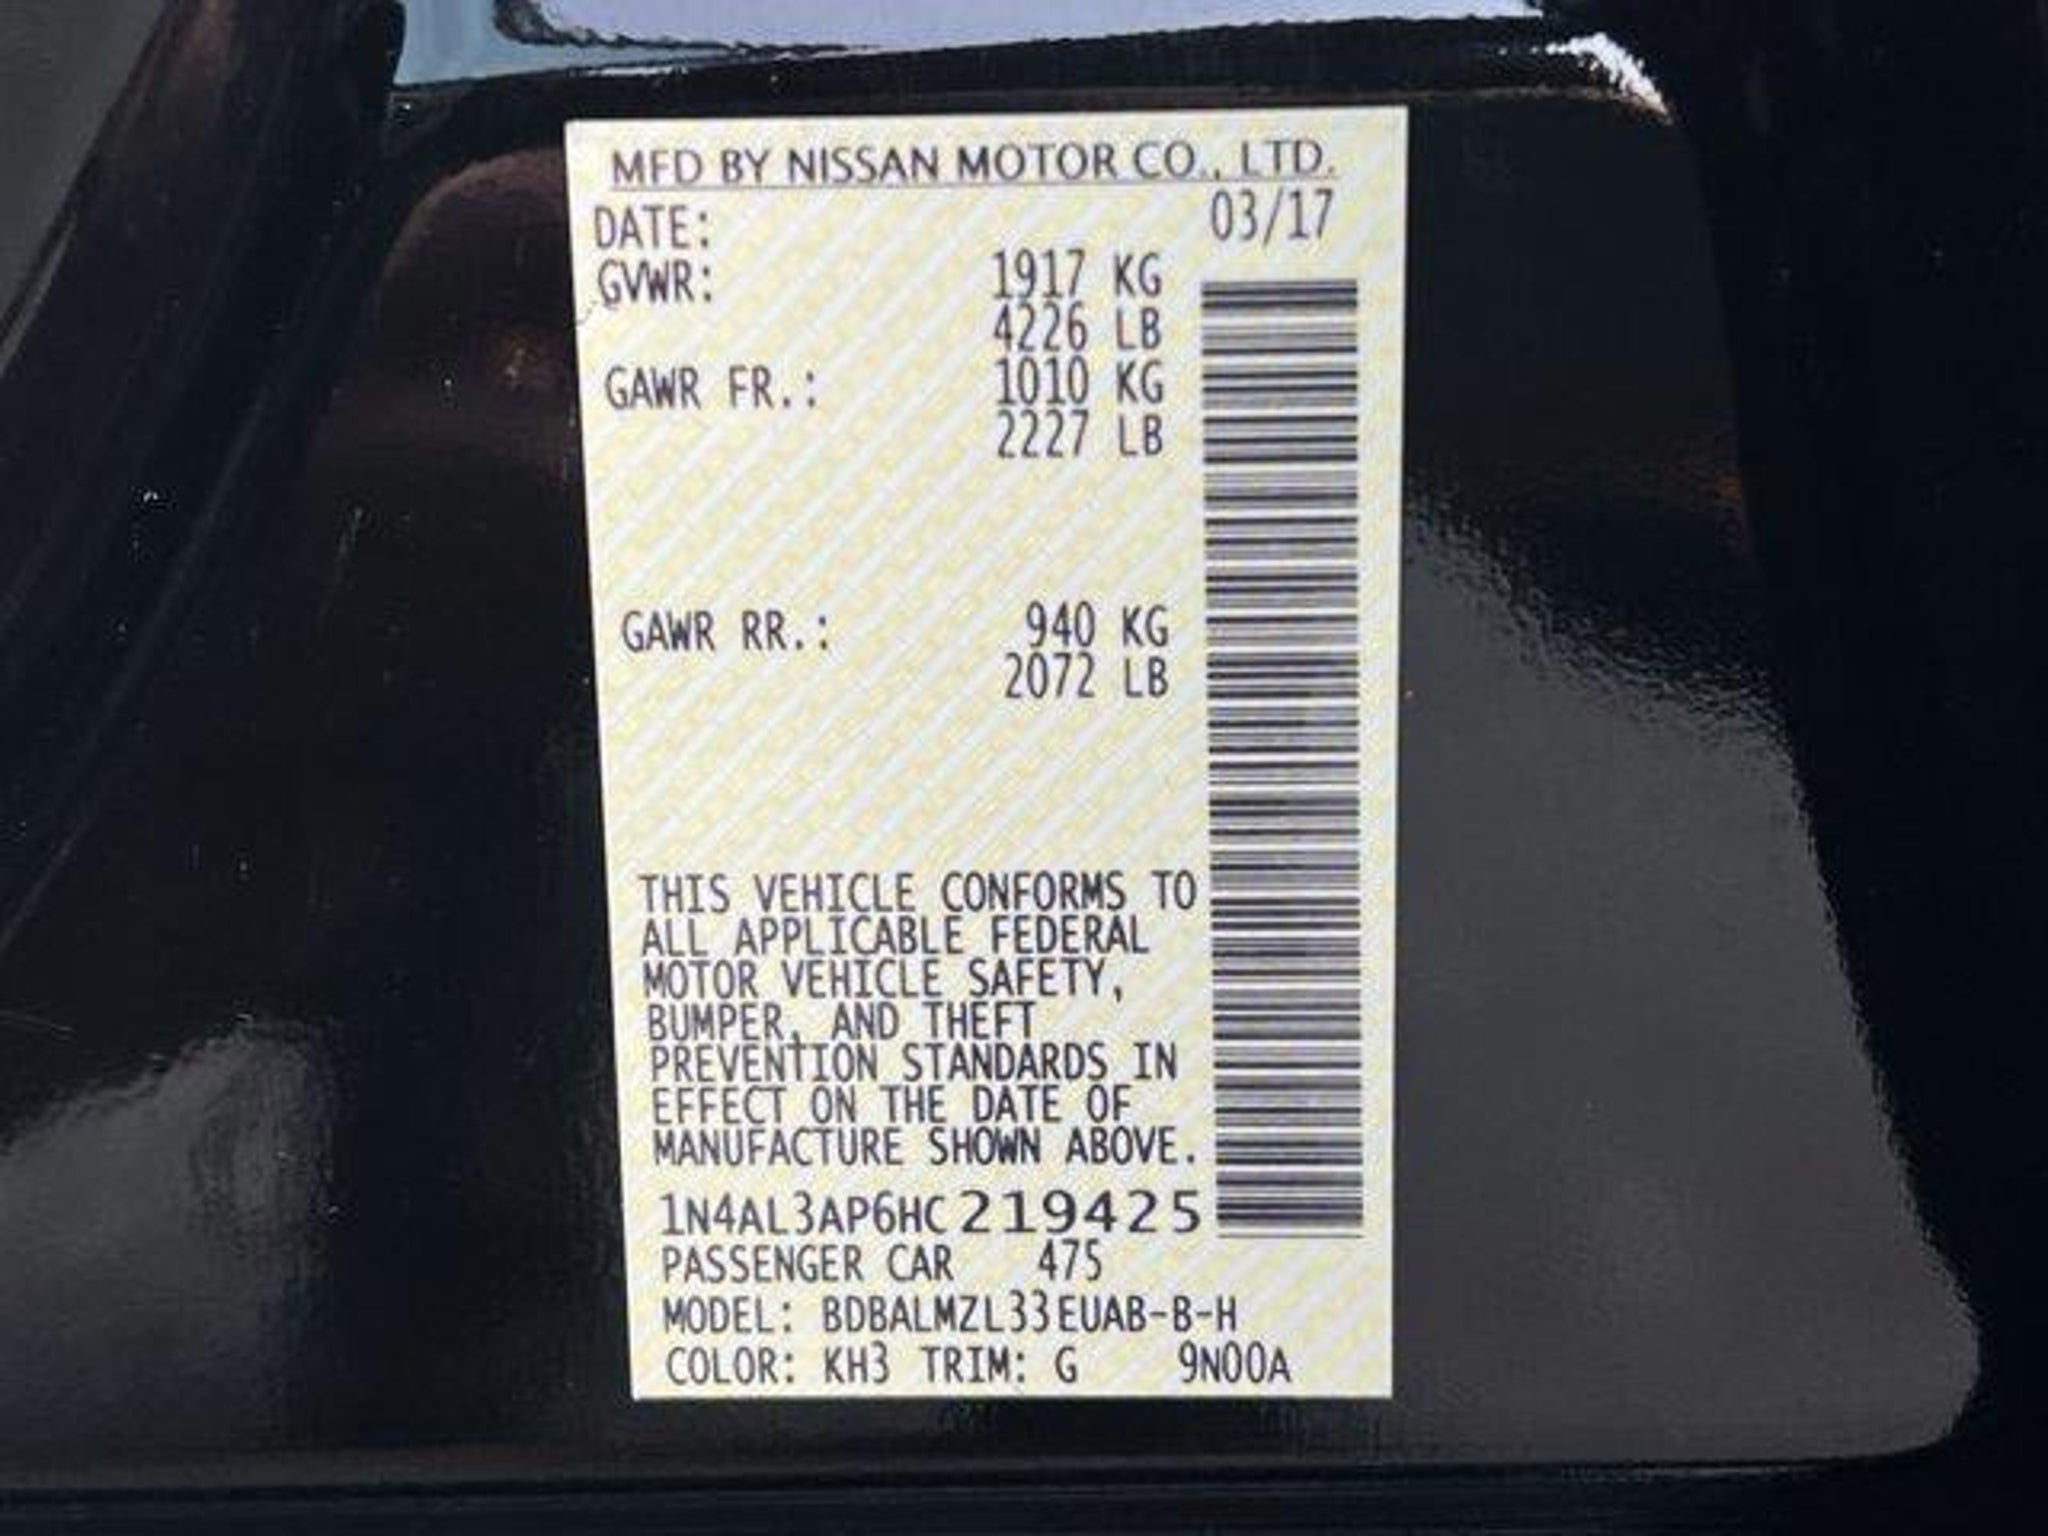 MFD BY NISSAN MOTOR CO., LTD.
DATE: 03/17
GVWR: 1917 KG
4226 LB
GAWR FR.: 1010 KG
2227 LB
GAWR RR.: 940 KG
2072 LB
THIS VEHICLE CONFORMS TO
ALL APPLICABLE FEDERAL
MOTOR VEHICLE SAFETY,
BUMPER, AND THEFT
PREVENTION STANDARDS IN
EFFECT ON THE DATE OF
MANUFACTURE SHOWN ABOVE.
1N4AL3AP6HC219425
PASSENGER CAR 475
MODEL: BDBALMZL33EUAB-B-H
COLOR: KH3 TRIM: G 9N00A